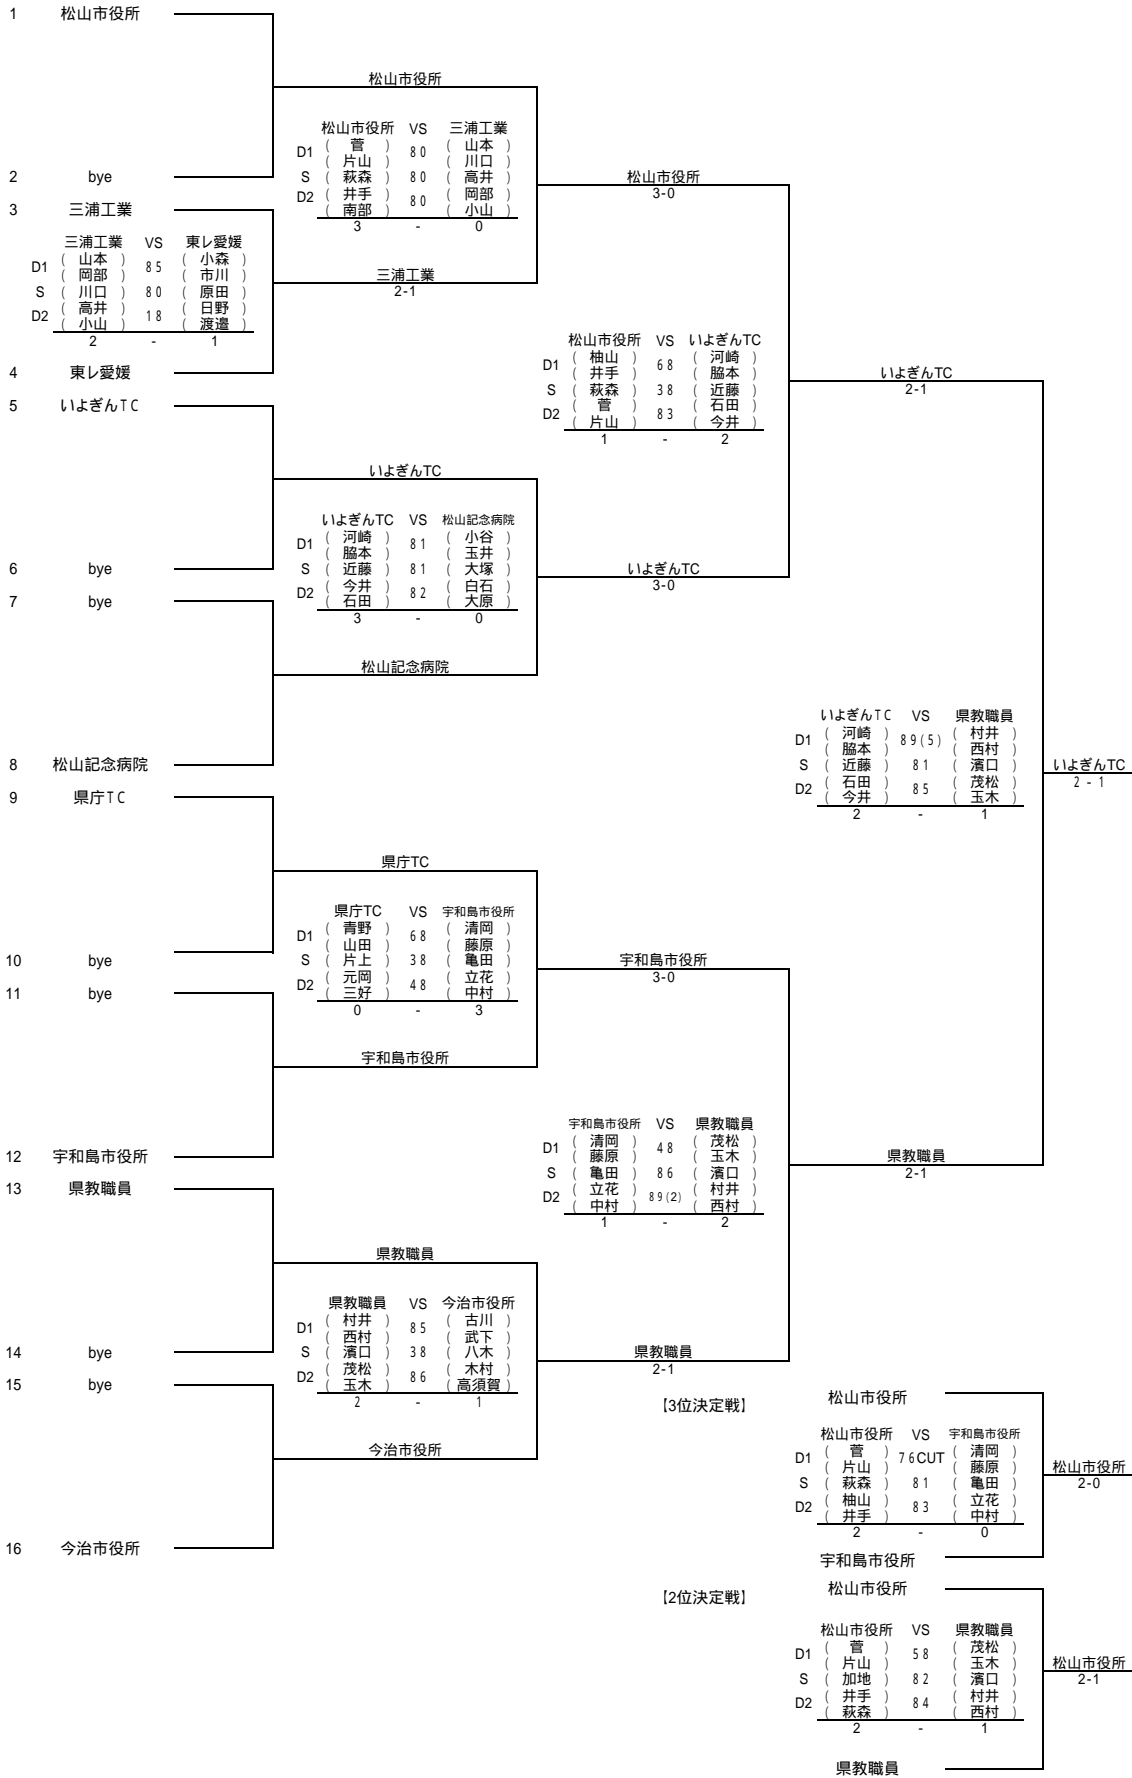 1 松山市役所
松山市役所
松山市役所 VS 三浦工業
D1 ( 菅 ) 80 ( 山本 )
( 片山 ) ( 川口 )
S ( 萩森 ) 80 ( 高井 )
D2 ( 井手 ) 80 ( 岡部 )
( 南部 ) ( 小山 )
3 - 0
2 bye
松山市役所
3-0
3 三浦工業
三浦工業 VS 東レ愛媛
D1 ( 山本 ) 85 ( 小森 )
( 岡部 ) ( 市川 )
S ( 川口 ) 80 ( 原田 )
D2 ( 高井 ) 18 ( 日野 )
( 小山 ) ( 渡邉 )
2 - 1
三浦工業
2-1
4 東レ愛媛
松山市役所 VS いよぎんTC
D1 ( 柚山 ) 68 ( 河崎 )
( 井手 ) ( 脇本 )
S ( 萩森 ) 38 ( 近藤 )
D2 ( 菅 ) 83 ( 石田 )
( 片山 ) ( 今井 )
1 - 2
いよぎんTC
2-1
5 いよぎんTC
いよぎんTC
いよぎんTC VS 松山記念病院
D1 ( 河崎 ) 81 ( 小谷 )
( 脇本 ) ( 玉井 )
S ( 近藤 ) 81 ( 大塚 )
D2 ( 今井 ) 82 ( 白石 )
( 石田 ) ( 大原 )
3 - 0
6 bye
いよぎんTC
3-0
7 bye
松山記念病院
8 松山記念病院
いよぎんTC VS 県教職員
D1 ( 河崎 ) 89(5) ( 村井 )
( 脇本 ) ( 西村 )
S ( 近藤 ) 81 ( 濱口 )
D2 ( 石田 ) 85 ( 茂松 )
( 今井 ) ( 玉木 )
2 - 1
いよぎんTC
2-1
9 県庁TC
県庁TC
県庁TC VS 宇和島市役所
D1 ( 青野 ) 68 ( 清岡 )
( 山田 ) ( 藤原 )
S ( 片上 ) 38 ( 亀田 )
D2 ( 元岡 ) 48 ( 立花 )
( 三好 ) ( 中村 )
0 - 3
10 bye
宇和島市役所
3-0
11 bye
宇和島市役所
12 宇和島市役所
宇和島市役所 VS 県教職員
D1 ( 清岡 ) 48 ( 茂松 )
( 藤原 ) ( 玉木 )
S ( 亀田 ) 86 ( 濱口 )
D2 ( 立花 ) 89(2) ( 村井 )
( 中村 ) ( 西村 )
1 - 2
県教職員
2-1
13 県教職員
県教職員
県教職員 VS 今治市役所
D1 ( 村井 ) 85 ( 古川 )
( 西村 ) ( 武下 )
S ( 濱口 ) 38 ( 八木 )
D2 ( 茂松 ) 86 ( 木村 )
( 玉木 ) ( 高須賀 )
2 - 1
14 bye
県教職員
2-1
15 bye
今治市役所
16 今治市役所
【3位決定戦】
松山市役所
松山市役所 VS 宇和島市役所
D1 ( 菅 ) 76CUT ( 清岡 )
( 片山 ) ( 藤原 )
S ( 萩森 ) 81 ( 亀田 )
D2 ( 柚山 ) 83 ( 立花 )
( 井手 ) ( 中村 )
2 - 0
宇和島市役所
松山市役所
2-0
【2位決定戦】
松山市役所
松山市役所 VS 県教職員
D1 ( 菅 ) 58 ( 茂松 )
( 片山 ) ( 玉木 )
S ( 加地 ) 82 ( 濱口 )
D2 ( 井手 ) 84 ( 村井 )
( 萩森 ) ( 西村 )
2 - 1
県教職員
松山市役所
2-1